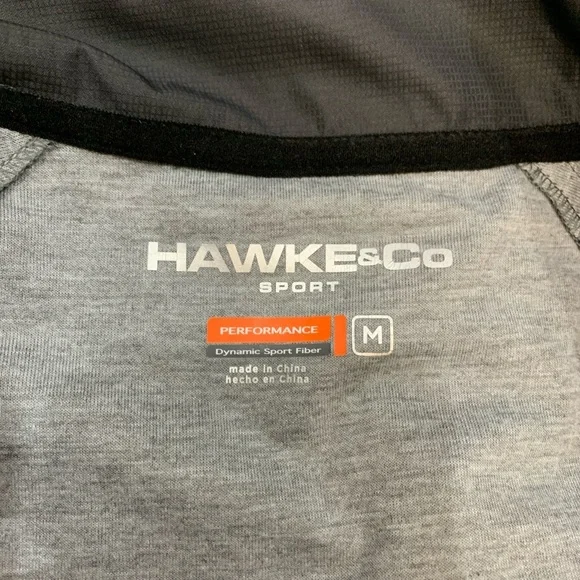 HAWKE&Co
SPORT
PERFORMANCE
Dynamic Sport Fiber
M
made in China
hecho en China